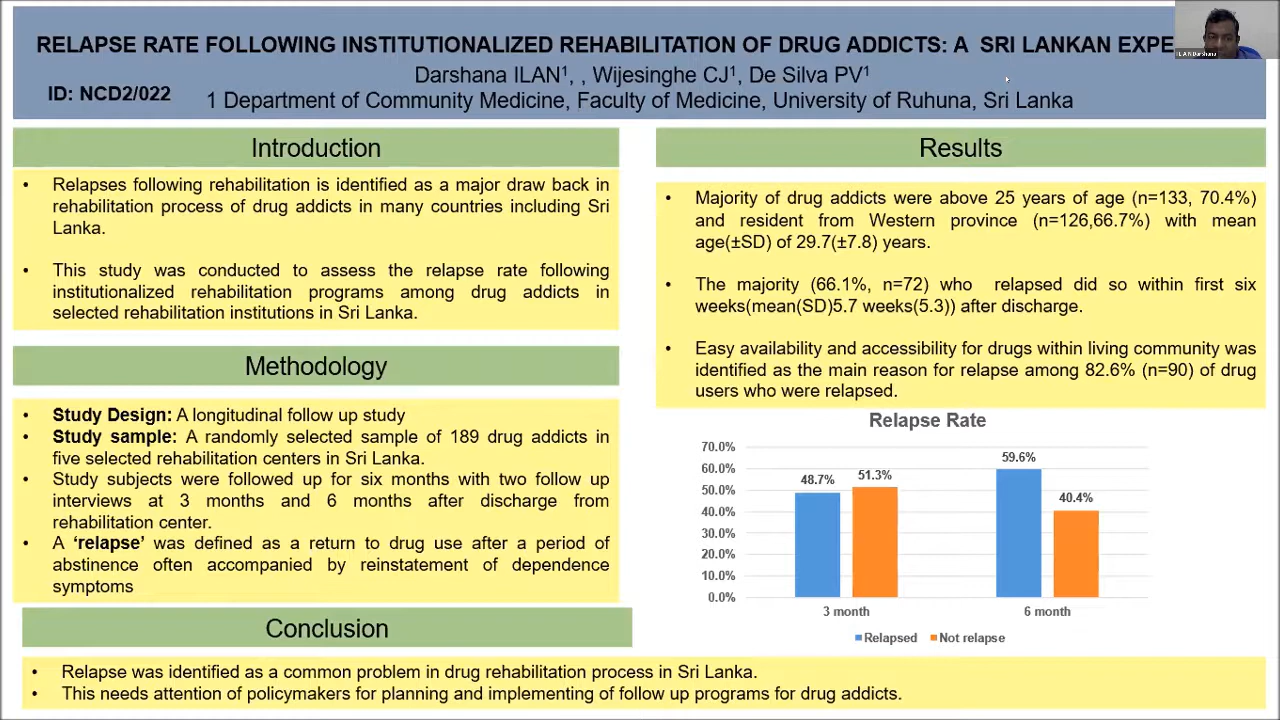 RELAPSE RATE FOLLOWING INSTITUTIONALIZED REHABILITATION OF DRUG ADDICTS: A SRI LANKAN EXPE
Darshana ILAN¹, , Wijesinghe CJ¹, De Silva PV¹
ID: NCD2/022
1 Department of Community Medicine, Faculty of Medicine, University of Ruhuna, Sri Lanka
I L A N Darshana
Introduction
• Relapses following rehabilitation is identified as a major draw back in
rehabilitation process of drug addicts in many countries including Sri
Lanka.
• This study was conducted to assess the relapse rate following
institutionalized rehabilitation programs among drug addicts in
selected rehabilitation institutions in Sri Lanka.
Methodology
• Study Design: A longitudinal follow up study
• Study sample: A randomly selected sample of 189 drug addicts in
five selected rehabilitation centers in Sri Lanka.
• Study subjects were followed up for six months with two follow up
interviews at 3 months and 6 months after discharge from
rehabilitation center.
• A ‘relapse’ was defined as a return to drug use after a period of
abstinence often accompanied by reinstatement of dependence
symptoms
Results
• Majority of drug addicts were above 25 years of age (n=133, 70.4%)
and resident from Western province (n=126,66.7%) with mean
age(±SD) of 29.7(±7.8) years.
• The majority (66.1%, n=72) who relapsed did so within first six
weeks(mean(SD)5.7 weeks(5.3)) after discharge.
• Easy availability and accessibility for drugs within living community was
identified as the main reason for relapse among 82.6% (n=90) of drug
users who were relapsed.
Relapse Rate
70.0%
60.0%
50.0%
40.0%
30.0%
20.0%
10.0%
0.0%
48.7%
51.3%
59.6%
40.4%
3 month
6 month
Relapsed
Not relapse
Conclusion
• Relapse was identified as a common problem in drug rehabilitation process in Sri Lanka.
• This needs attention of policymakers for planning and implementing of follow up programs for drug addicts.